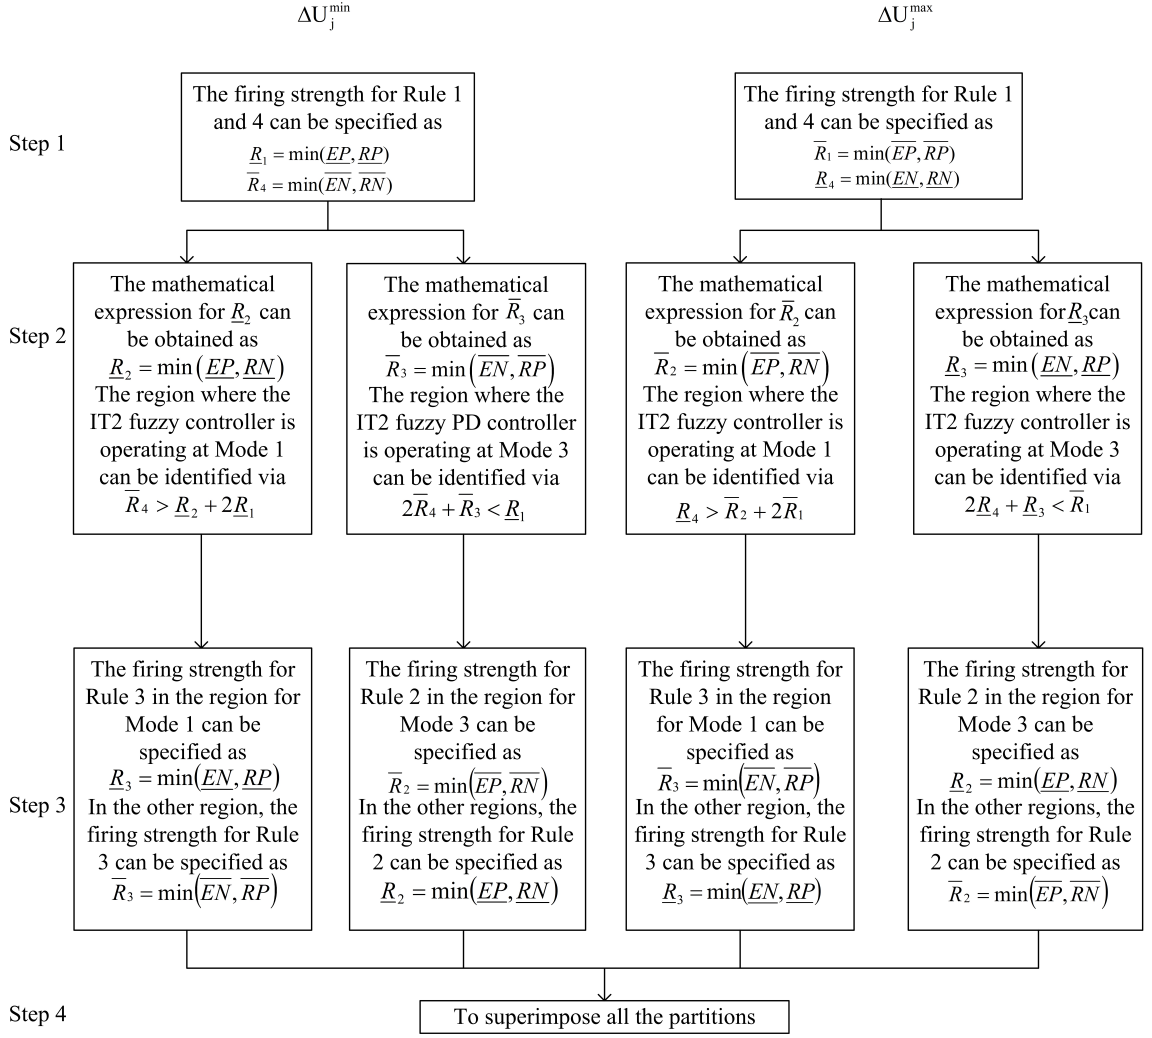 ΔU_j^min
ΔU_j^max
Step 1
The firing strength for Rule 1
and 4 can be specified as
R̲₁ = min(E̲P̲, R̲P̲)
R̅₄ = min(E̅N̅, R̅N̅)
The firing strength for Rule 1
and 4 can be specified as
R̅₁ = min(E̅P̅, R̅P̅)
R̲₄ = min(E̲N̲, R̲N̲)
Step 2
The mathematical
expression for R̲₂ can
be obtained as
R̲₂ = min(E̲P̲, R̲N̲)
The region where the
IT2 fuzzy controller is
operating at Mode 1
can be identified via
R̅₄ > R̲₂ + 2R̲₁
The mathematical
expression for R̅₃ can
be obtained as
R̅₃ = min(E̅N̅, R̅P̅)
The region where the
IT2 fuzzy PD controller
is operating at Mode 3
can be identified via
2R̅₄ + R̅₃ < R̲₁
The mathematical
expression for R̅₂ can
be obtained as
R̅₂ = min(E̅P̅, R̅N̅)
The region where the
IT2 fuzzy controller is
operating at Mode 1
can be identified via
R̲₄ > R̅₂ + 2R̅₁
The mathematical
expression for R̲₃can
be obtained as
R̲₃ = min(E̲N̲, R̲P̲)
The region where the
IT2 fuzzy controller is
operating at Mode 3
can be identified via
2R̲₄ + R̲₃ < R̅₁
Step 3
The firing strength for
Rule 3 in the region for
Mode 1 can be
specified as
R̲₃ = min(E̲N̲, R̲P̲)
In the other region, the
firing strength for Rule
3 can be specified as
R̅₃ = min(E̅N̅, R̅P̅)
The firing strength for
Rule 2 in the region for
Mode 3 can be
specified as
R̅₂ = min(E̅P̅, R̅N̅)
In the other regions, the
firing strength for Rule
2 can be specified as
R̲₂ = min(E̲P̲, R̲N̲)
The firing strength for
Rule 3 in the region
for Mode 1 can be
specified as
R̅₃ = min(E̅N̅, R̅P̅)
In the other region, the
firing strength for Rule
3 can be specified as
R̲₃ = min(E̲N̲, R̲P̲)
The firing strength for
Rule 2 in the region for
Mode 3 can be
specified as
R̲₂ = min(E̲P̲, R̲N̲)
In the other regions, the
firing strength for Rule
2 can be specified as
R̅₂ = min(E̅P̅, R̅N̅)
Step 4
To superimpose all the partitions